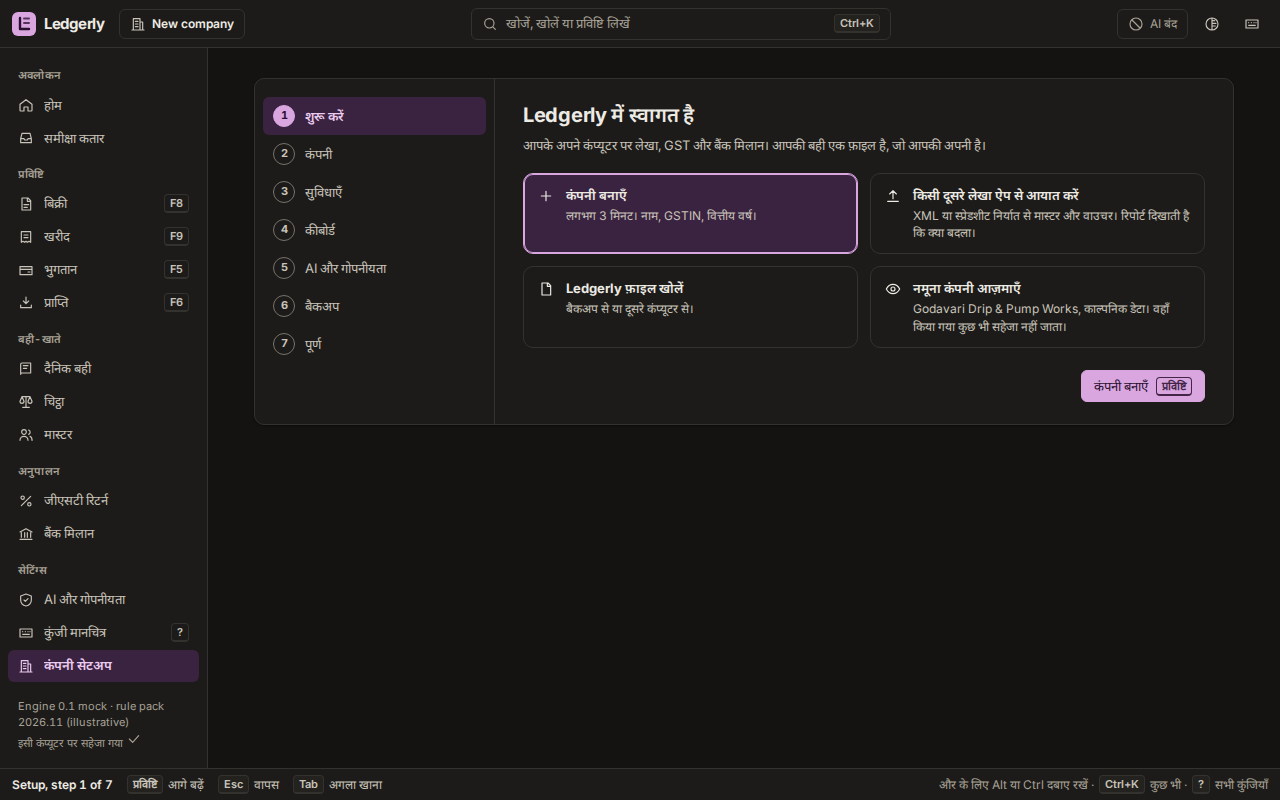 Ledgerly
New company
खोजें, खोलें या प्रविष्टि लिखें
Ctrl+K
AI बंद
अवलोकन
होम
समीक्षा कतार
प्रविष्टि
बिक्री F8
खरीद F9
भुगतान F5
प्राप्ति F6
बही-खाते
दैनिक बही
चिट्ठा
मास्टर
अनुपालन
जीएसटी रिटर्न
बैंक मिलान
सेटिंग्स
AI और गोपनीयता
कुंजी मानचित्र ?
कंपनी सेटअप
Engine 0.1 mock · rule pack
2026.11 (illustrative)
इसी कंप्यूटर पर सहेजा गया
1 शुरू करें
2 कंपनी
3 सुविधाएँ
4 कीबोर्ड
5 AI और गोपनीयता
6 बैकअप
7 पूर्ण
Ledgerly में स्वागत है
आपके अपने कंप्यूटर पर लेखा, GST और बैंक मिलान। आपकी बही एक फ़ाइल है, जो आपकी अपनी है।
कंपनी बनाएँ
लगभग 3 मिनट। नाम, GSTIN, वित्तीय वर्ष।
किसी दूसरे लेखा ऐप से आयात करें
XML या स्प्रेडशीट निर्यात से मास्टर और वाउचर। रिपोर्ट दिखाती है
कि क्या बदला।
Ledgerly फ़ाइल खोलें
बैकअप से या दूसरे कंप्यूटर से।
नमूना कंपनी आज़माएँ
Godavari Drip & Pump Works, काल्पनिक डेटा। वहाँ
किया गया कुछ भी सहेजा नहीं जाता।
कंपनी बनाएँ प्रविष्टि
Setup, step 1 of 7 प्रविष्टि आगे बढ़ें Esc वापस Tab अगला खाना
और के लिए Alt या Ctrl दबाए रखें · Ctrl+K कुछ भी · ? सभी कुंजियाँ